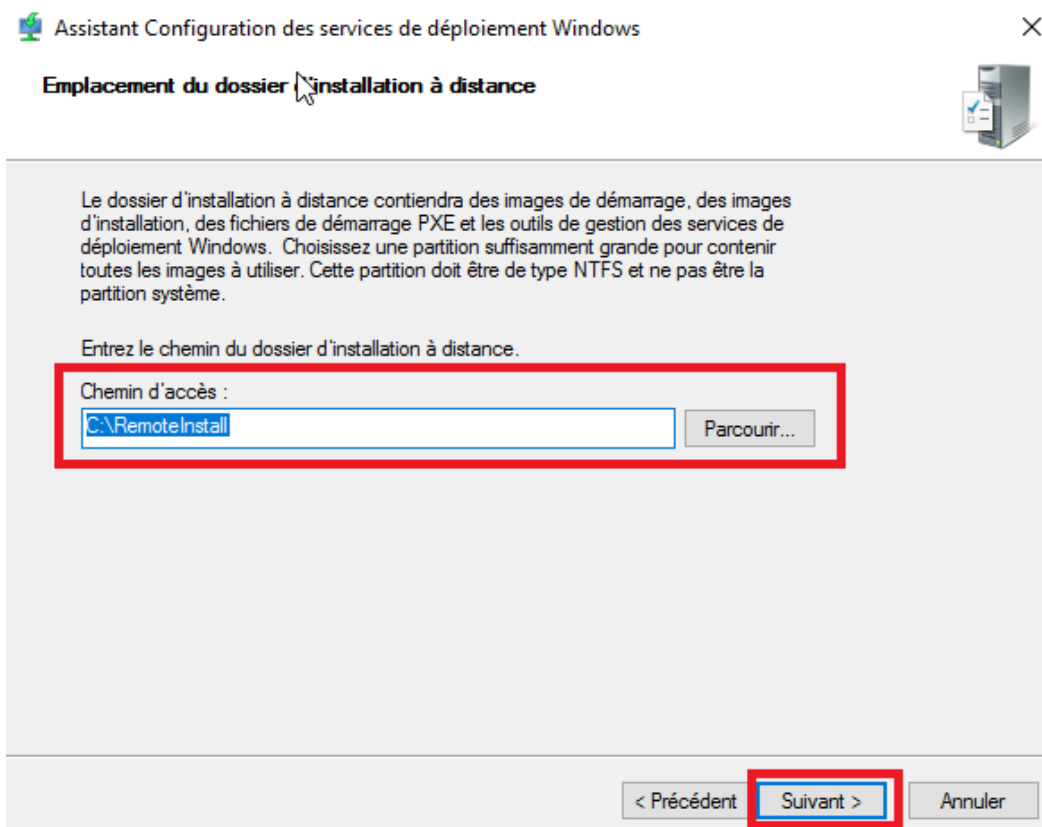 Assistant Configuration des services de déploiement Windows
Emplacement du dossier d'installation à distance
Le dossier d'installation à distance contiendra des images de démarrage, des images
d'installation, des fichiers de démarrage PXE et les outils de gestion des services de
déploiement Windows.  Choisissez une partition suffisamment grande pour contenir
toutes les images à utiliser. Cette partition doit être de type NTFS et ne pas être la
partition système.
Entrez le chemin du dossier d'installation à distance.
Chemin d'accès :
C:\RemoteInstall
Parcourir...
< Précédent
Suivant >
Annuler